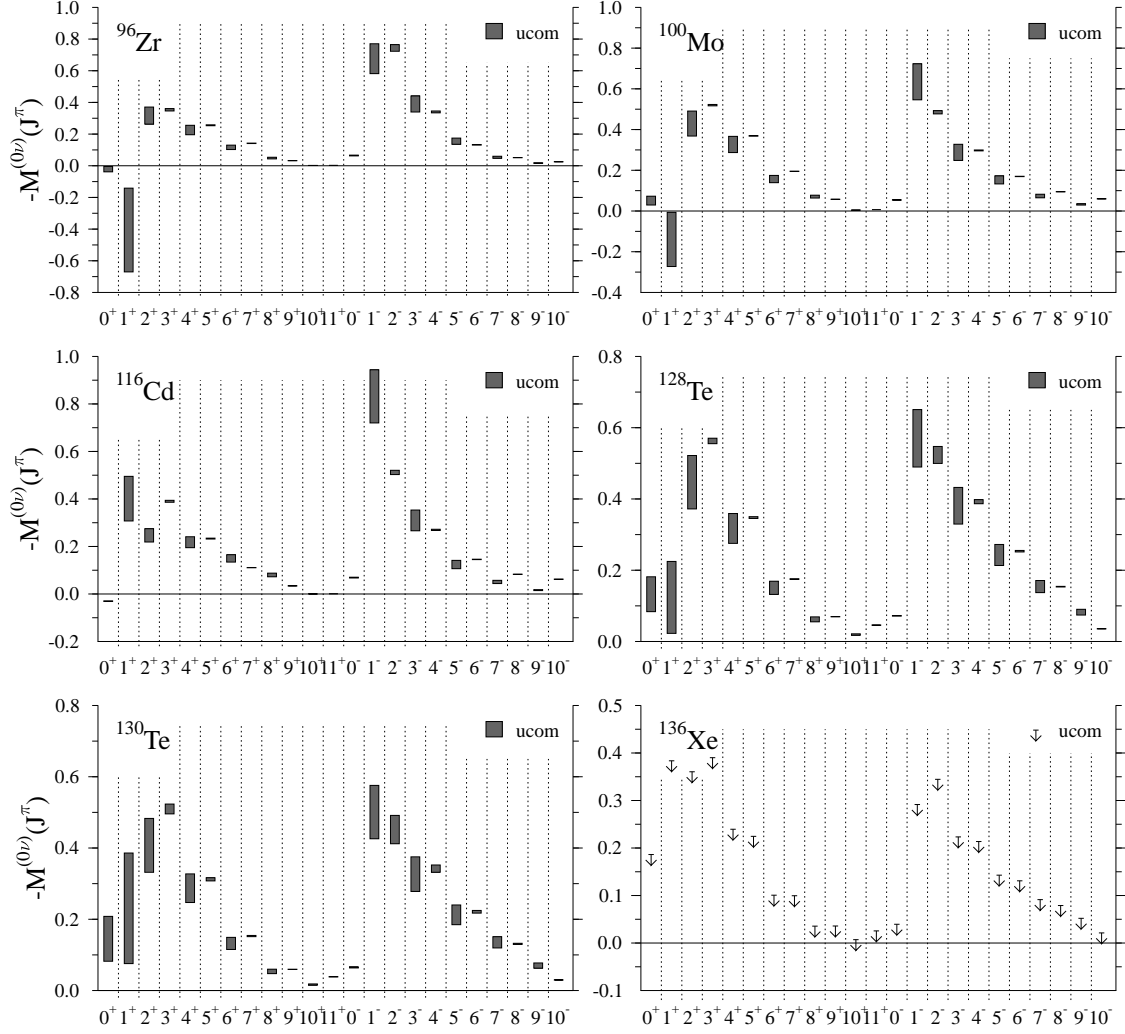 ⁹⁶Zr
ucom
-M⁽⁰ᵛ⁾(J^π)
1.0
0.8
0.6
0.4
0.2
0.0
-0.2
-0.4
-0.6
-0.8
0⁺ 1⁺ 2⁺ 3⁺ 4⁺ 5⁺ 6⁺ 7⁺ 8⁺ 9⁺ 10⁺ 11⁺ 0⁻ 1⁻ 2⁻ 3⁻ 4⁻ 5⁻ 6⁻ 7⁻ 8⁻ 9⁻ 10⁻
¹⁰⁰Mo
ucom
1.0
0.8
0.6
0.4
0.2
0.0
-0.2
-0.4
0⁺ 1⁺ 2⁺ 3⁺ 4⁺ 5⁺ 6⁺ 7⁺ 8⁺ 9⁺ 10⁺ 11⁺ 0⁻ 1⁻ 2⁻ 3⁻ 4⁻ 5⁻ 6⁻ 7⁻ 8⁻ 9⁻ 10⁻
¹¹⁶Cd
ucom
-M⁽⁰ᵛ⁾(J^π)
1.0
0.8
0.6
0.4
0.2
0.0
-0.2
0⁺ 1⁺ 2⁺ 3⁺ 4⁺ 5⁺ 6⁺ 7⁺ 8⁺ 9⁺ 10⁺ 11⁺ 0⁻ 1⁻ 2⁻ 3⁻ 4⁻ 5⁻ 6⁻ 7⁻ 8⁻ 9⁻ 10⁻
¹²⁸Te
ucom
0.8
0.6
0.4
0.2
0.0
0⁺ 1⁺ 2⁺ 3⁺ 4⁺ 5⁺ 6⁺ 7⁺ 8⁺ 9⁺ 10⁺ 11⁺ 0⁻ 1⁻ 2⁻ 3⁻ 4⁻ 5⁻ 6⁻ 7⁻ 8⁻ 9⁻ 10⁻
¹³⁰Te
ucom
-M⁽⁰ᵛ⁾(J^π)
0.8
0.6
0.4
0.2
0.0
0⁺ 1⁺ 2⁺ 3⁺ 4⁺ 5⁺ 6⁺ 7⁺ 8⁺ 9⁺ 10⁺ 11⁺ 0⁻ 1⁻ 2⁻ 3⁻ 4⁻ 5⁻ 6⁻ 7⁻ 8⁻ 9⁻ 10⁻
¹³⁶Xe
ucom
0.5
0.4
0.3
0.2
0.1
0.0
-0.1
0⁺ 1⁺ 2⁺ 3⁺ 4⁺ 5⁺ 6⁺ 7⁺ 8⁺ 9⁺ 10⁺ 11⁺ 0⁻ 1⁻ 2⁻ 3⁻ 4⁻ 5⁻ 6⁻ 7⁻ 8⁻ 9⁻ 10⁻